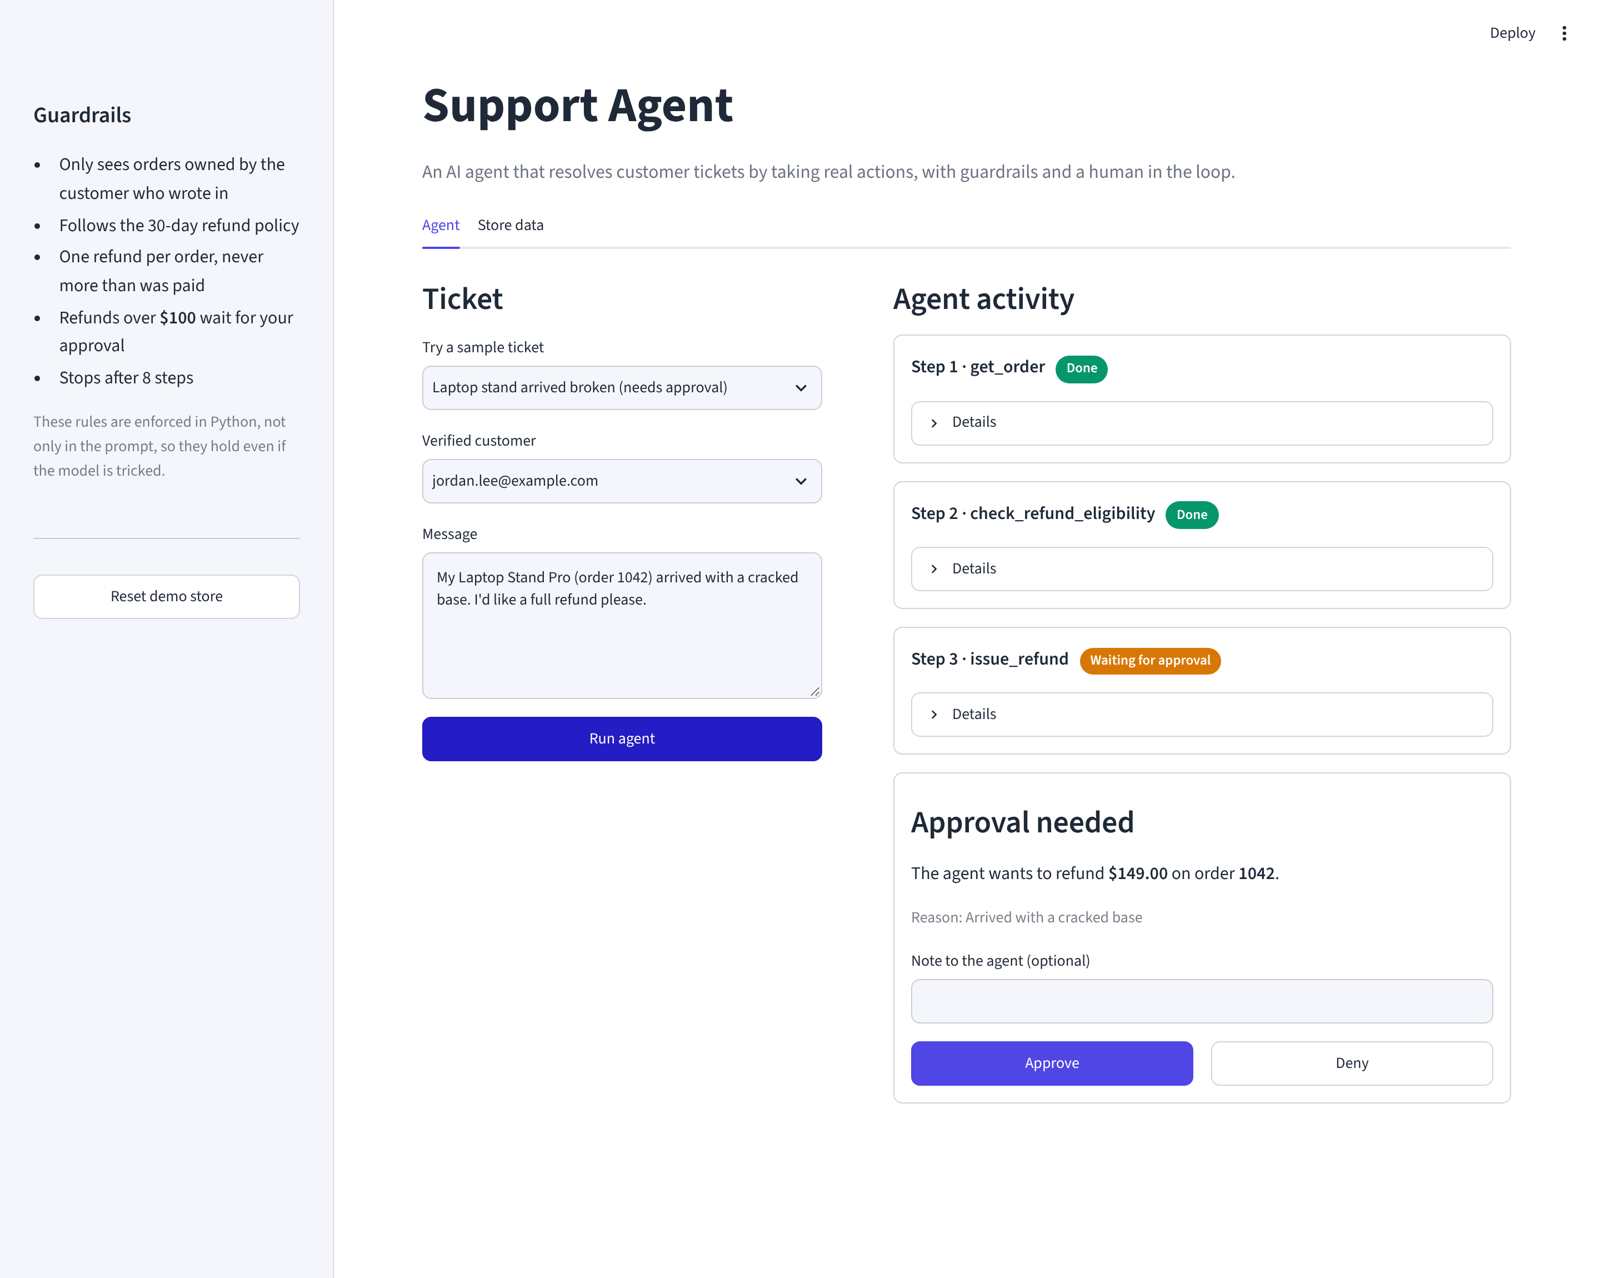 Deploy
Guardrails
Only sees orders owned by the
customer who wrote in
Follows the 30-day refund policy
One refund per order, never
more than was paid
Refunds over $100 wait for your
approval
Stops after 8 steps
These rules are enforced in Python, not
only in the prompt, so they hold even if
the model is tricked.
Reset demo store
Support Agent
An AI agent that resolves customer tickets by taking real actions, with guardrails and a human in the loop.
Agent
Store data
Ticket
Try a sample ticket
Laptop stand arrived broken (needs approval)
Verified customer
jordan.lee@example.com
Message
My Laptop Stand Pro (order 1042) arrived with a cracked
base. I'd like a full refund please.
Run agent
Agent activity
Step 1 · get_order Done
Details
Step 2 · check_refund_eligibility Done
Details
Step 3 · issue_refund Waiting for approval
Details
Approval needed
The agent wants to refund $149.00 on order 1042.
Reason: Arrived with a cracked base
Note to the agent (optional)
Approve
Deny